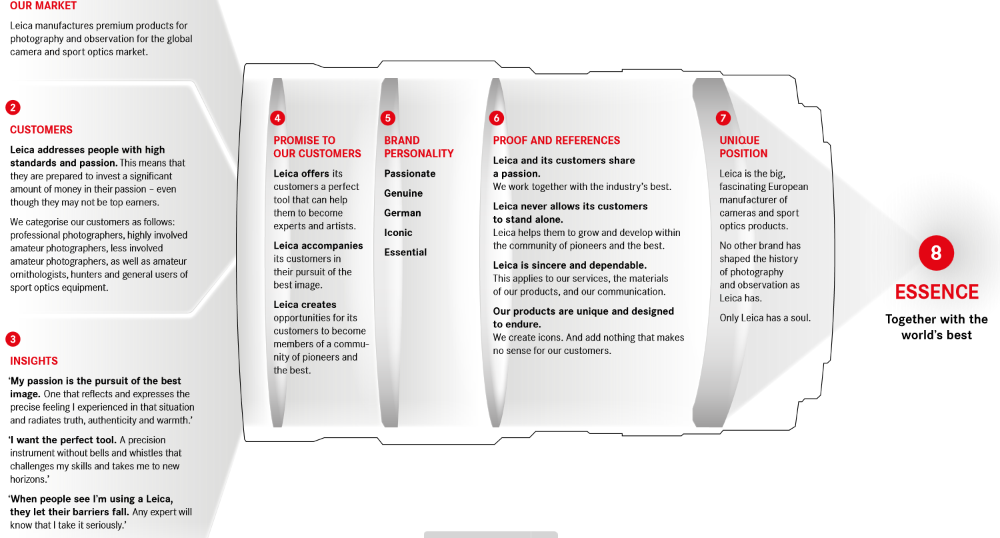 OUR MARKET
Leica manufactures premium products for
photography and observation for the global
camera and sport optics market.
2
CUSTOMERS
Leica addresses people with high
standards and passion. This means that
they are prepared to invest a significant
amount of money in their passion – even
though they may not be top earners.
We categorise our customers as follows:
professional photographers, highly involved
amateur photographers, less involved
amateur photographers, as well as amateur
ornithologists, hunters and general users of
sport optics equipment.
3
INSIGHTS
‘My passion is the pursuit of the best
image. One that reflects and expresses the
precise feeling I experienced in that situation
and radiates truth, authenticity and warmth.’
‘I want the perfect tool. A precision
instrument without bells and whistles that
challenges my skills and takes me to new
horizons.’
‘When people see I’m using a Leica,
they let their barriers fall. Any expert will
know that I take it seriously.’
4
PROMISE TO
OUR CUSTOMERS
Leica offers its
customers a perfect
tool that can help
them to become
experts and artists.
Leica accompanies
its customers in
their pursuit of the
best image.
Leica creates
opportunities for its
customers to become
members of a commu–
nity of pioneers and
the best.
5
BRAND
PERSONALITY
Passionate
Genuine
German
Iconic
Essential
6
PROOF AND REFERENCES
Leica and its customers share
a passion.
We work together with the industry’s best.
Leica never allows its customers
to stand alone.
Leica helps them to grow and develop within
the community of pioneers and the best.
Leica is sincere and dependable.
This applies to our services, the materials
of our products, and our communication.
Our products are unique and designed
to endure.
We create icons. And add nothing that makes
no sense for our customers.
7
UNIQUE
POSITION
Leica is the big,
fascinating European
manufacturer of
cameras and sport
optics products.
No other brand has
shaped the history
of photography
and observation as
Leica has.
Only Leica has a soul.
8
ESSENCE
Together with the
world’s best